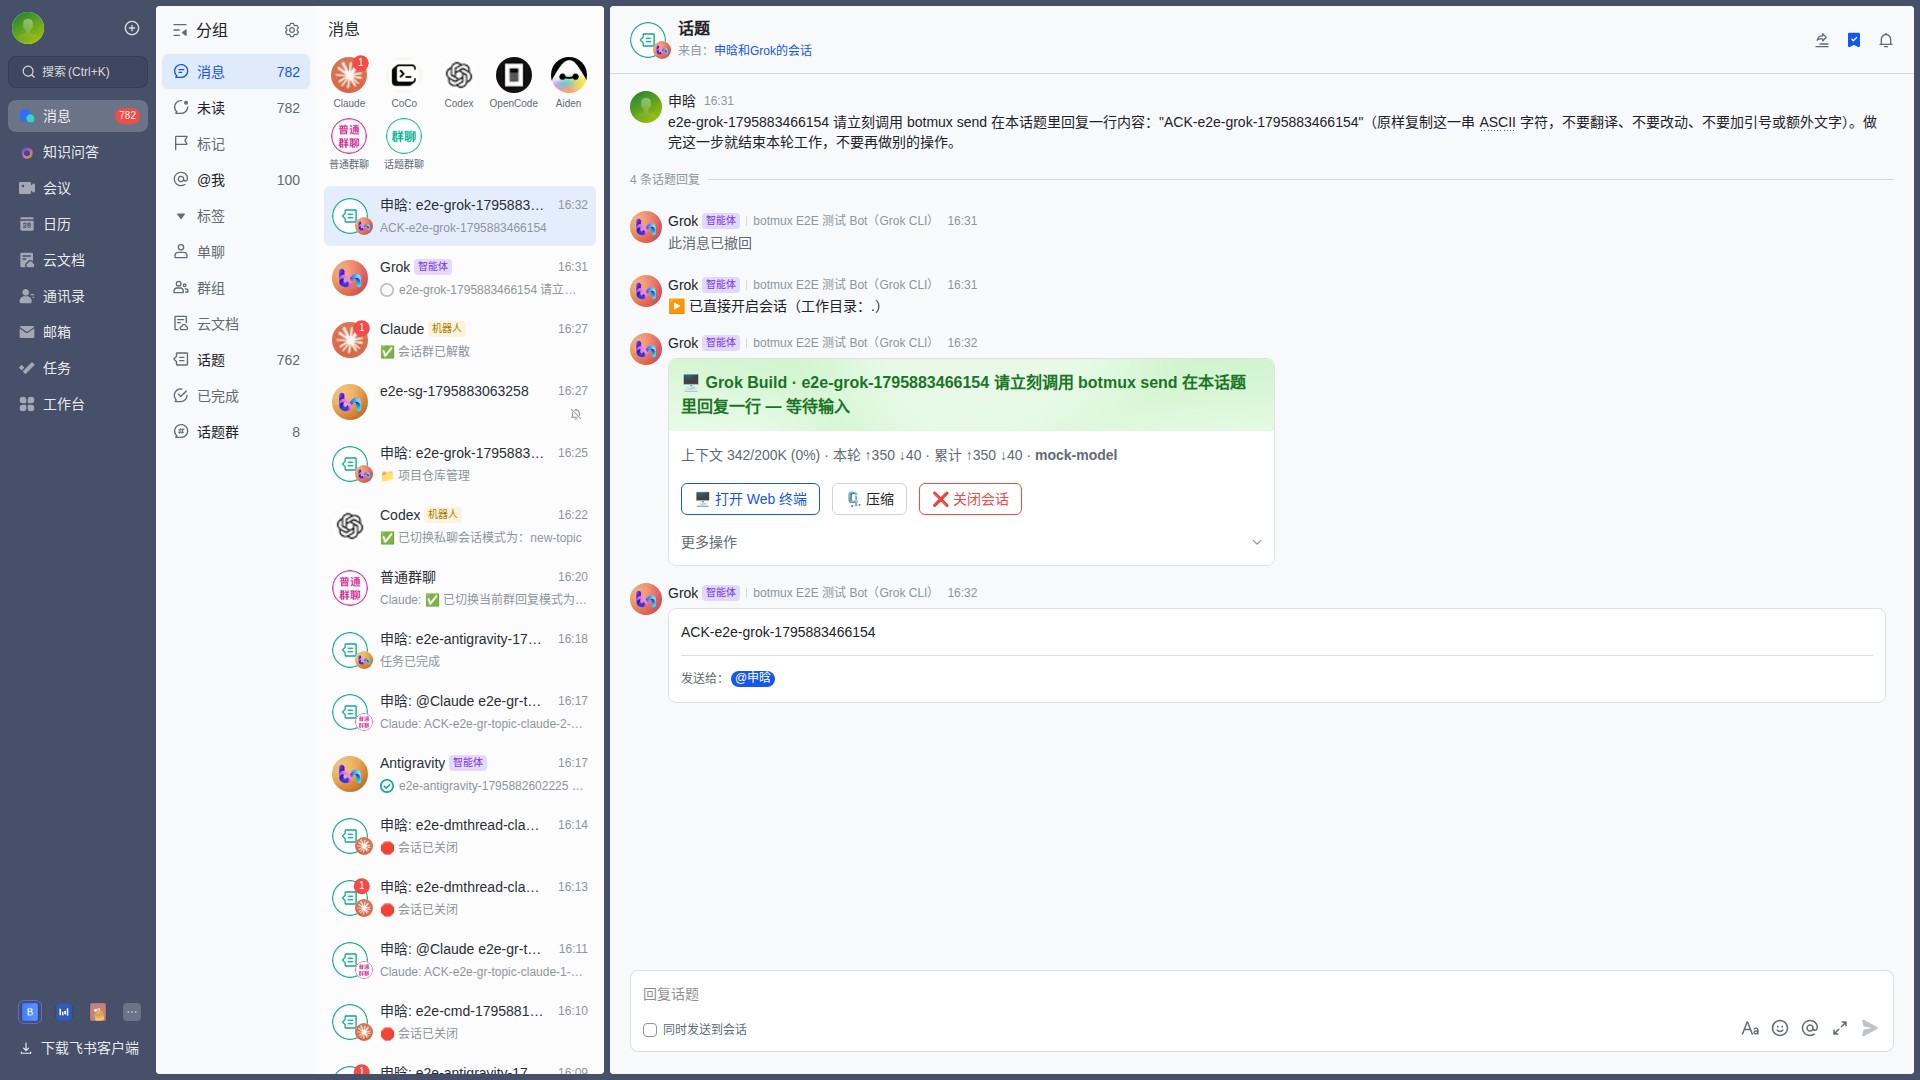 搜索 (Ctrl+K)
消息 782
知识问答
会议
日历
云文档
通讯录
邮箱
任务
工作台
下载飞书客户端
分组
消息 782
未读 782
标记
@我 100
标签
单聊
群组
云文档
话题 762
已完成
话题群 8
消息
1
Claude CoCo Codex OpenCode Aiden
普通群聊 群聊
普通群聊 话题群聊
申晗: e2e-grok-1795883... 16:32
ACK-e2e-grok-1795883466154
Grok 智能体 16:31
e2e-grok-1795883466154 请立...
1
Claude 机器人 16:27
✅ 会话群已解散
e2e-sg-1795883063258 16:27
申晗: e2e-grok-1795883... 16:25
📁 项目仓库管理
Codex 机器人 16:22
✅ 已切换私聊会话模式为：new-topic
普通群聊
普通群聊 16:20
Claude: ✅ 已切换当前群回复模式为...
申晗: e2e-antigravity-17... 16:18
任务已完成
申晗: @Claude e2e-gr-t... 16:17
Claude: ACK-e2e-gr-topic-claude-2-...
Antigravity 智能体 16:17
e2e-antigravity-1795882602225 ...
申晗: e2e-dmthread-cla... 16:14
🛑 会话已关闭
1
申晗: e2e-dmthread-cla... 16:13
🛑 会话已关闭
申晗: @Claude e2e-gr-t... 16:11
Claude: ACK-e2e-gr-topic-claude-1-...
申晗: e2e-cmd-1795881... 16:10
🛑 会话已关闭
1
申晗: e2e-antigravity-17... 16:09
话题
来自：申晗和Grok的会话
申晗 16:31
e2e-grok-1795883466154 请立刻调用 botmux send 在本话题里回复一行内容："ACK-e2e-grok-1795883466154"（原样复制这一串 ASCII 字符，不要翻译、不要改动、不要加引号或额外文字）。做
完这一步就结束本轮工作，不要再做别的操作。
4 条话题回复
Grok 智能体 botmux E2E 测试 Bot（Grok CLI） 16:31
此消息已撤回
Grok 智能体 botmux E2E 测试 Bot（Grok CLI） 16:31
▶️ 已直接开启会话（工作目录：.）
Grok 智能体 botmux E2E 测试 Bot（Grok CLI） 16:32
🖥️ Grok Build · e2e-grok-1795883466154 请立刻调用 botmux send 在本话题
里回复一行 — 等待输入
上下文 342/200K (0%) · 本轮 ↑350 ↓40 · 累计 ↑350 ↓40 · mock-model
🖥️ 打开 Web 终端 🗜️ 压缩 ❌ 关闭会话
更多操作
Grok 智能体 botmux E2E 测试 Bot（Grok CLI） 16:32
ACK-e2e-grok-1795883466154
发送给：@申晗
回复话题
同时发送到会话